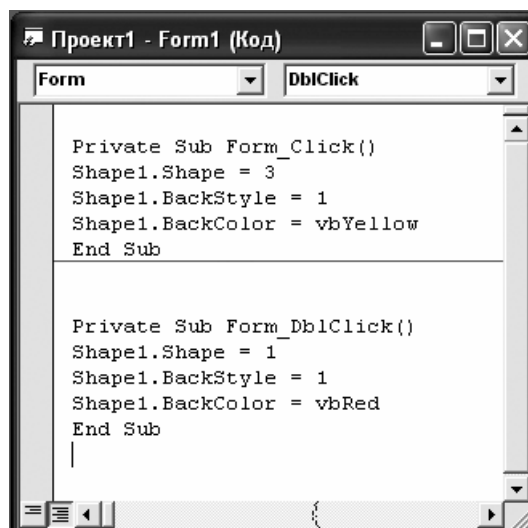 Проект1 - Form1 (Код)
Form DblClick
Private Sub Form_Click()
Shape1.Shape = 3
Shape1.BackStyle = 1
Shape1.BackColor = vbYellow
End Sub
Private Sub Form_DblClick()
Shape1.Shape = 1
Shape1.BackStyle = 1
Shape1.BackColor = vbRed
End Sub